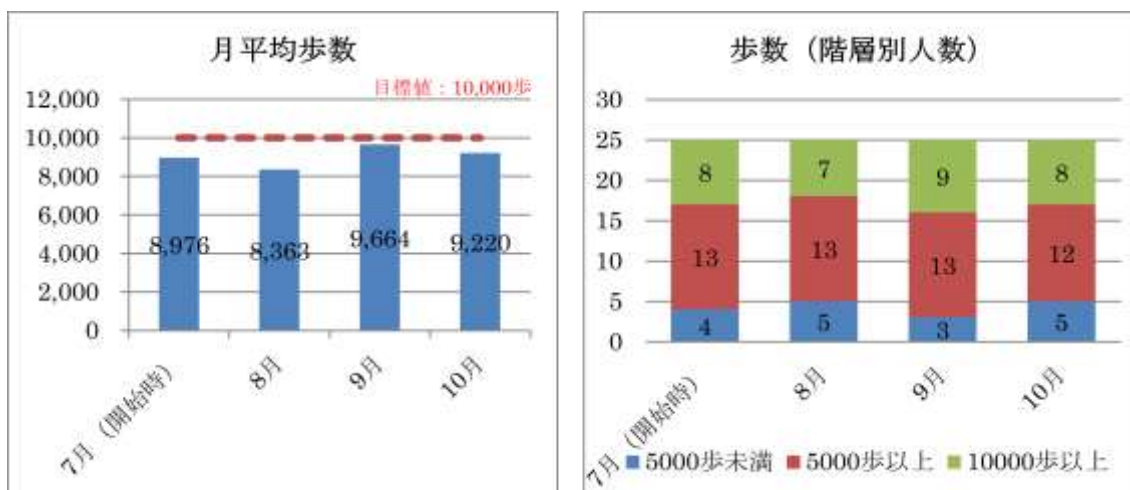 月平均歩数
目標値：10,000歩
12,000
10,000
8,000
6,000
4,000
2,000
0
8,976
8,363
9,664
9,220
7月（開始時）
8月
9月
10月
歩数（階層別人数）
30
25
20
15
10
5
0
8
7
9
8
13
13
13
12
4
5
3
5
7月（開始時）
8月
9月
10月
5000歩未満 5000歩以上 10000歩以上